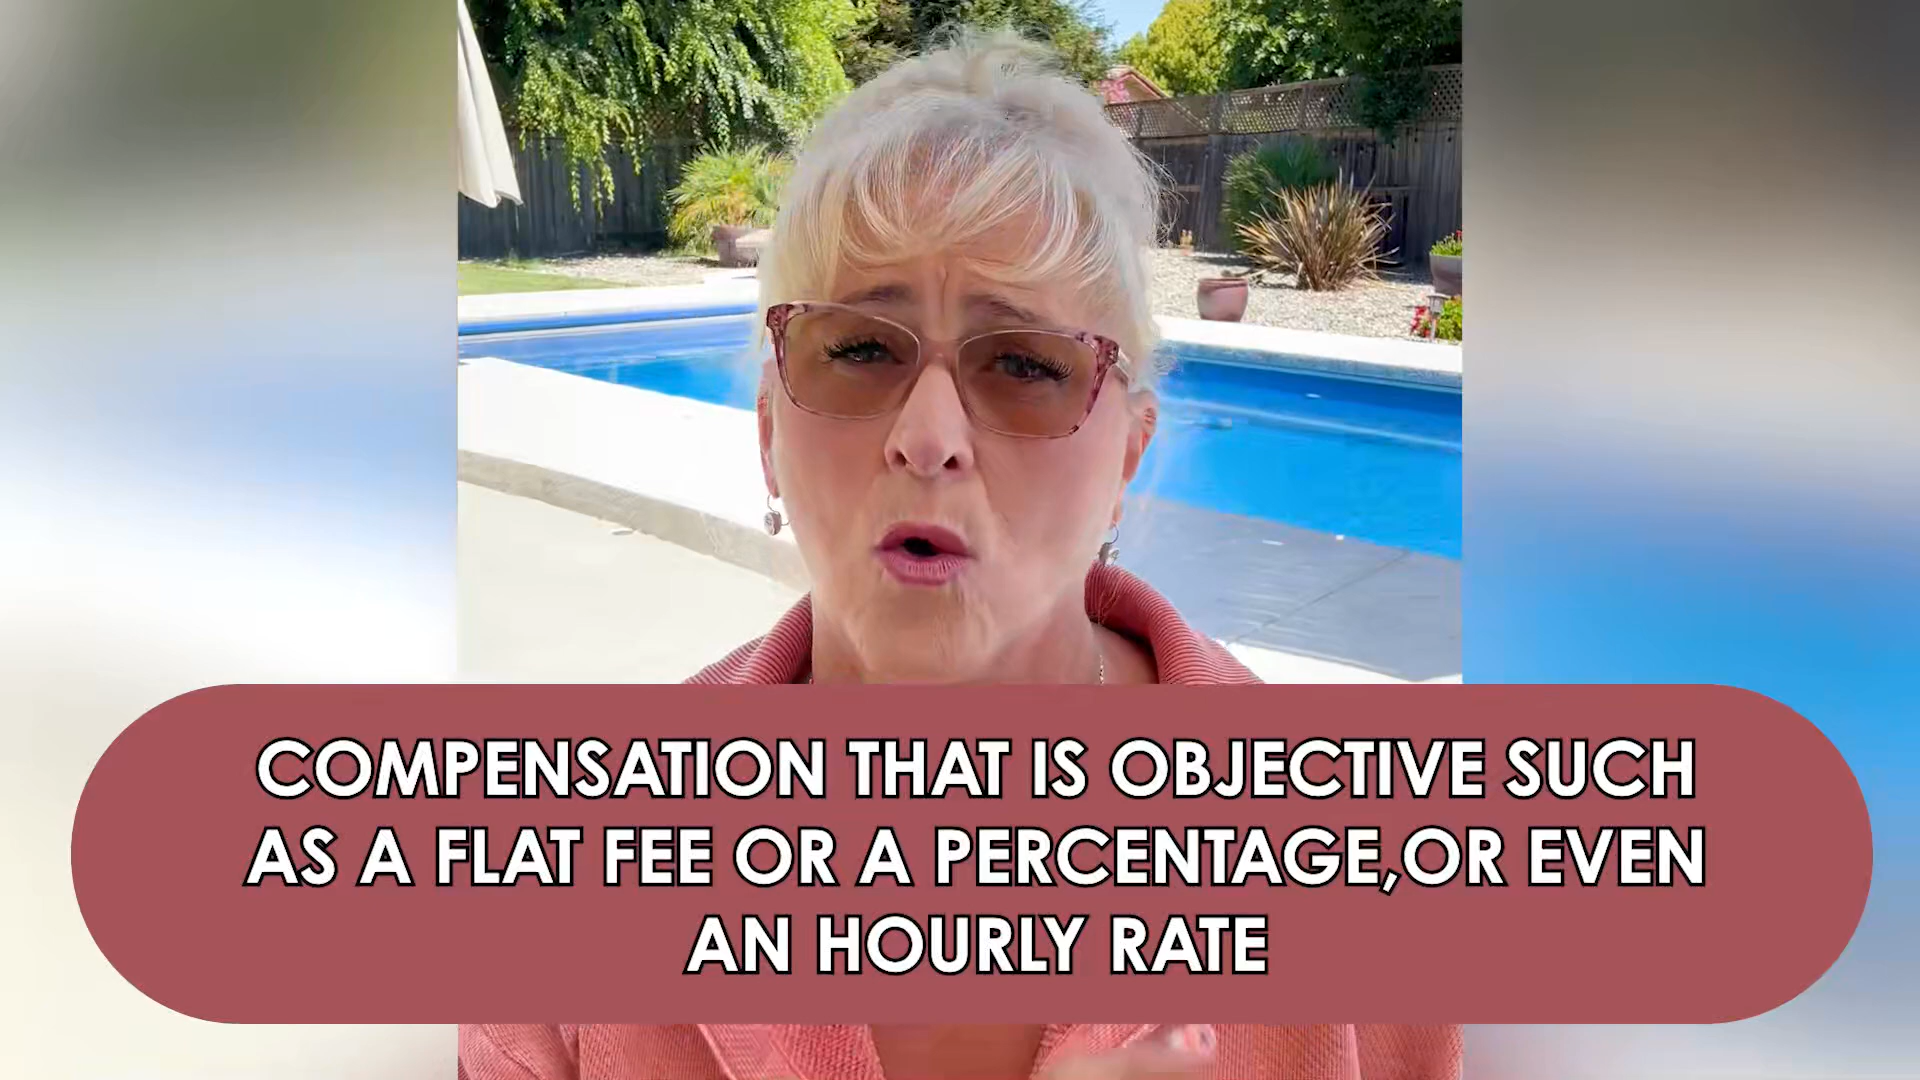 COMPENSATION THAT IS OBJECTIVE SUCH
AS A FLAT FEE OR A PERCENTAGE,OR EVEN
AN HOURLY RATE